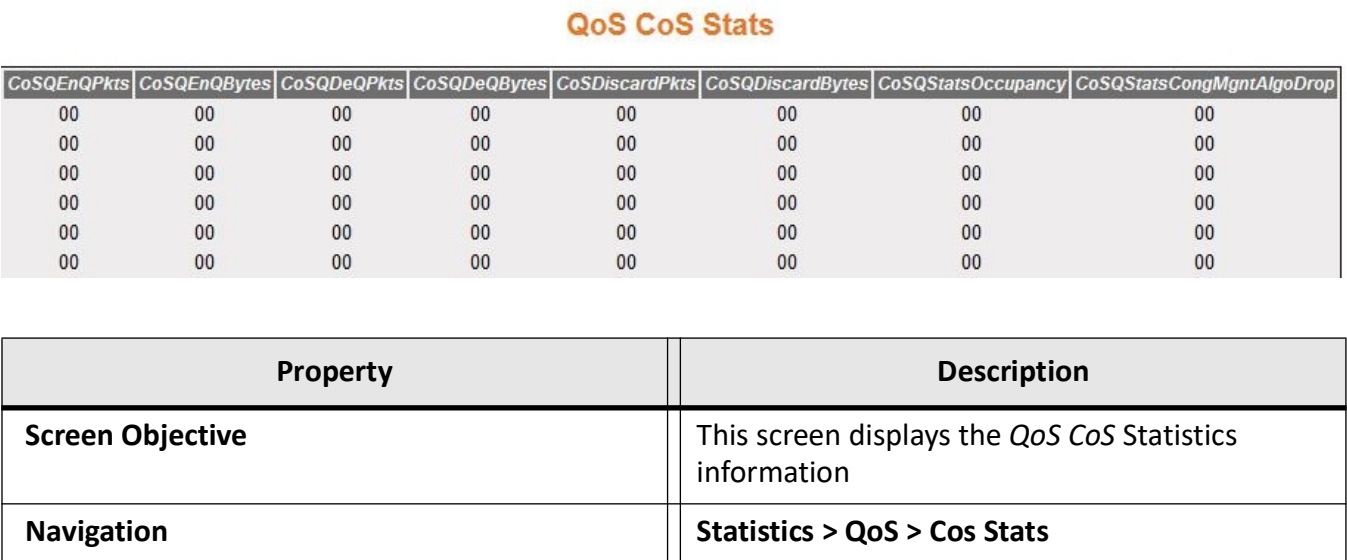 QoS CoS Stats
CoSQEnQPkts CoSQEnQBytes CoSQDeQPkts CoSQDeQBytes CoSDiscardPkts CoSQDiscardBytes CoSQStatsOccupancy CoSQStatsCongMgntAlgoDrop
00 00 00 00 00 00 00 00
00 00 00 00 00 00 00 00
00 00 00 00 00 00 00 00
00 00 00 00 00 00 00 00
00 00 00 00 00 00 00 00
00 00 00 00 00 00 00 00
Property Description
Screen Objective This screen displays the QoS CoS Statistics
information
Navigation Statistics > QoS > Cos Stats